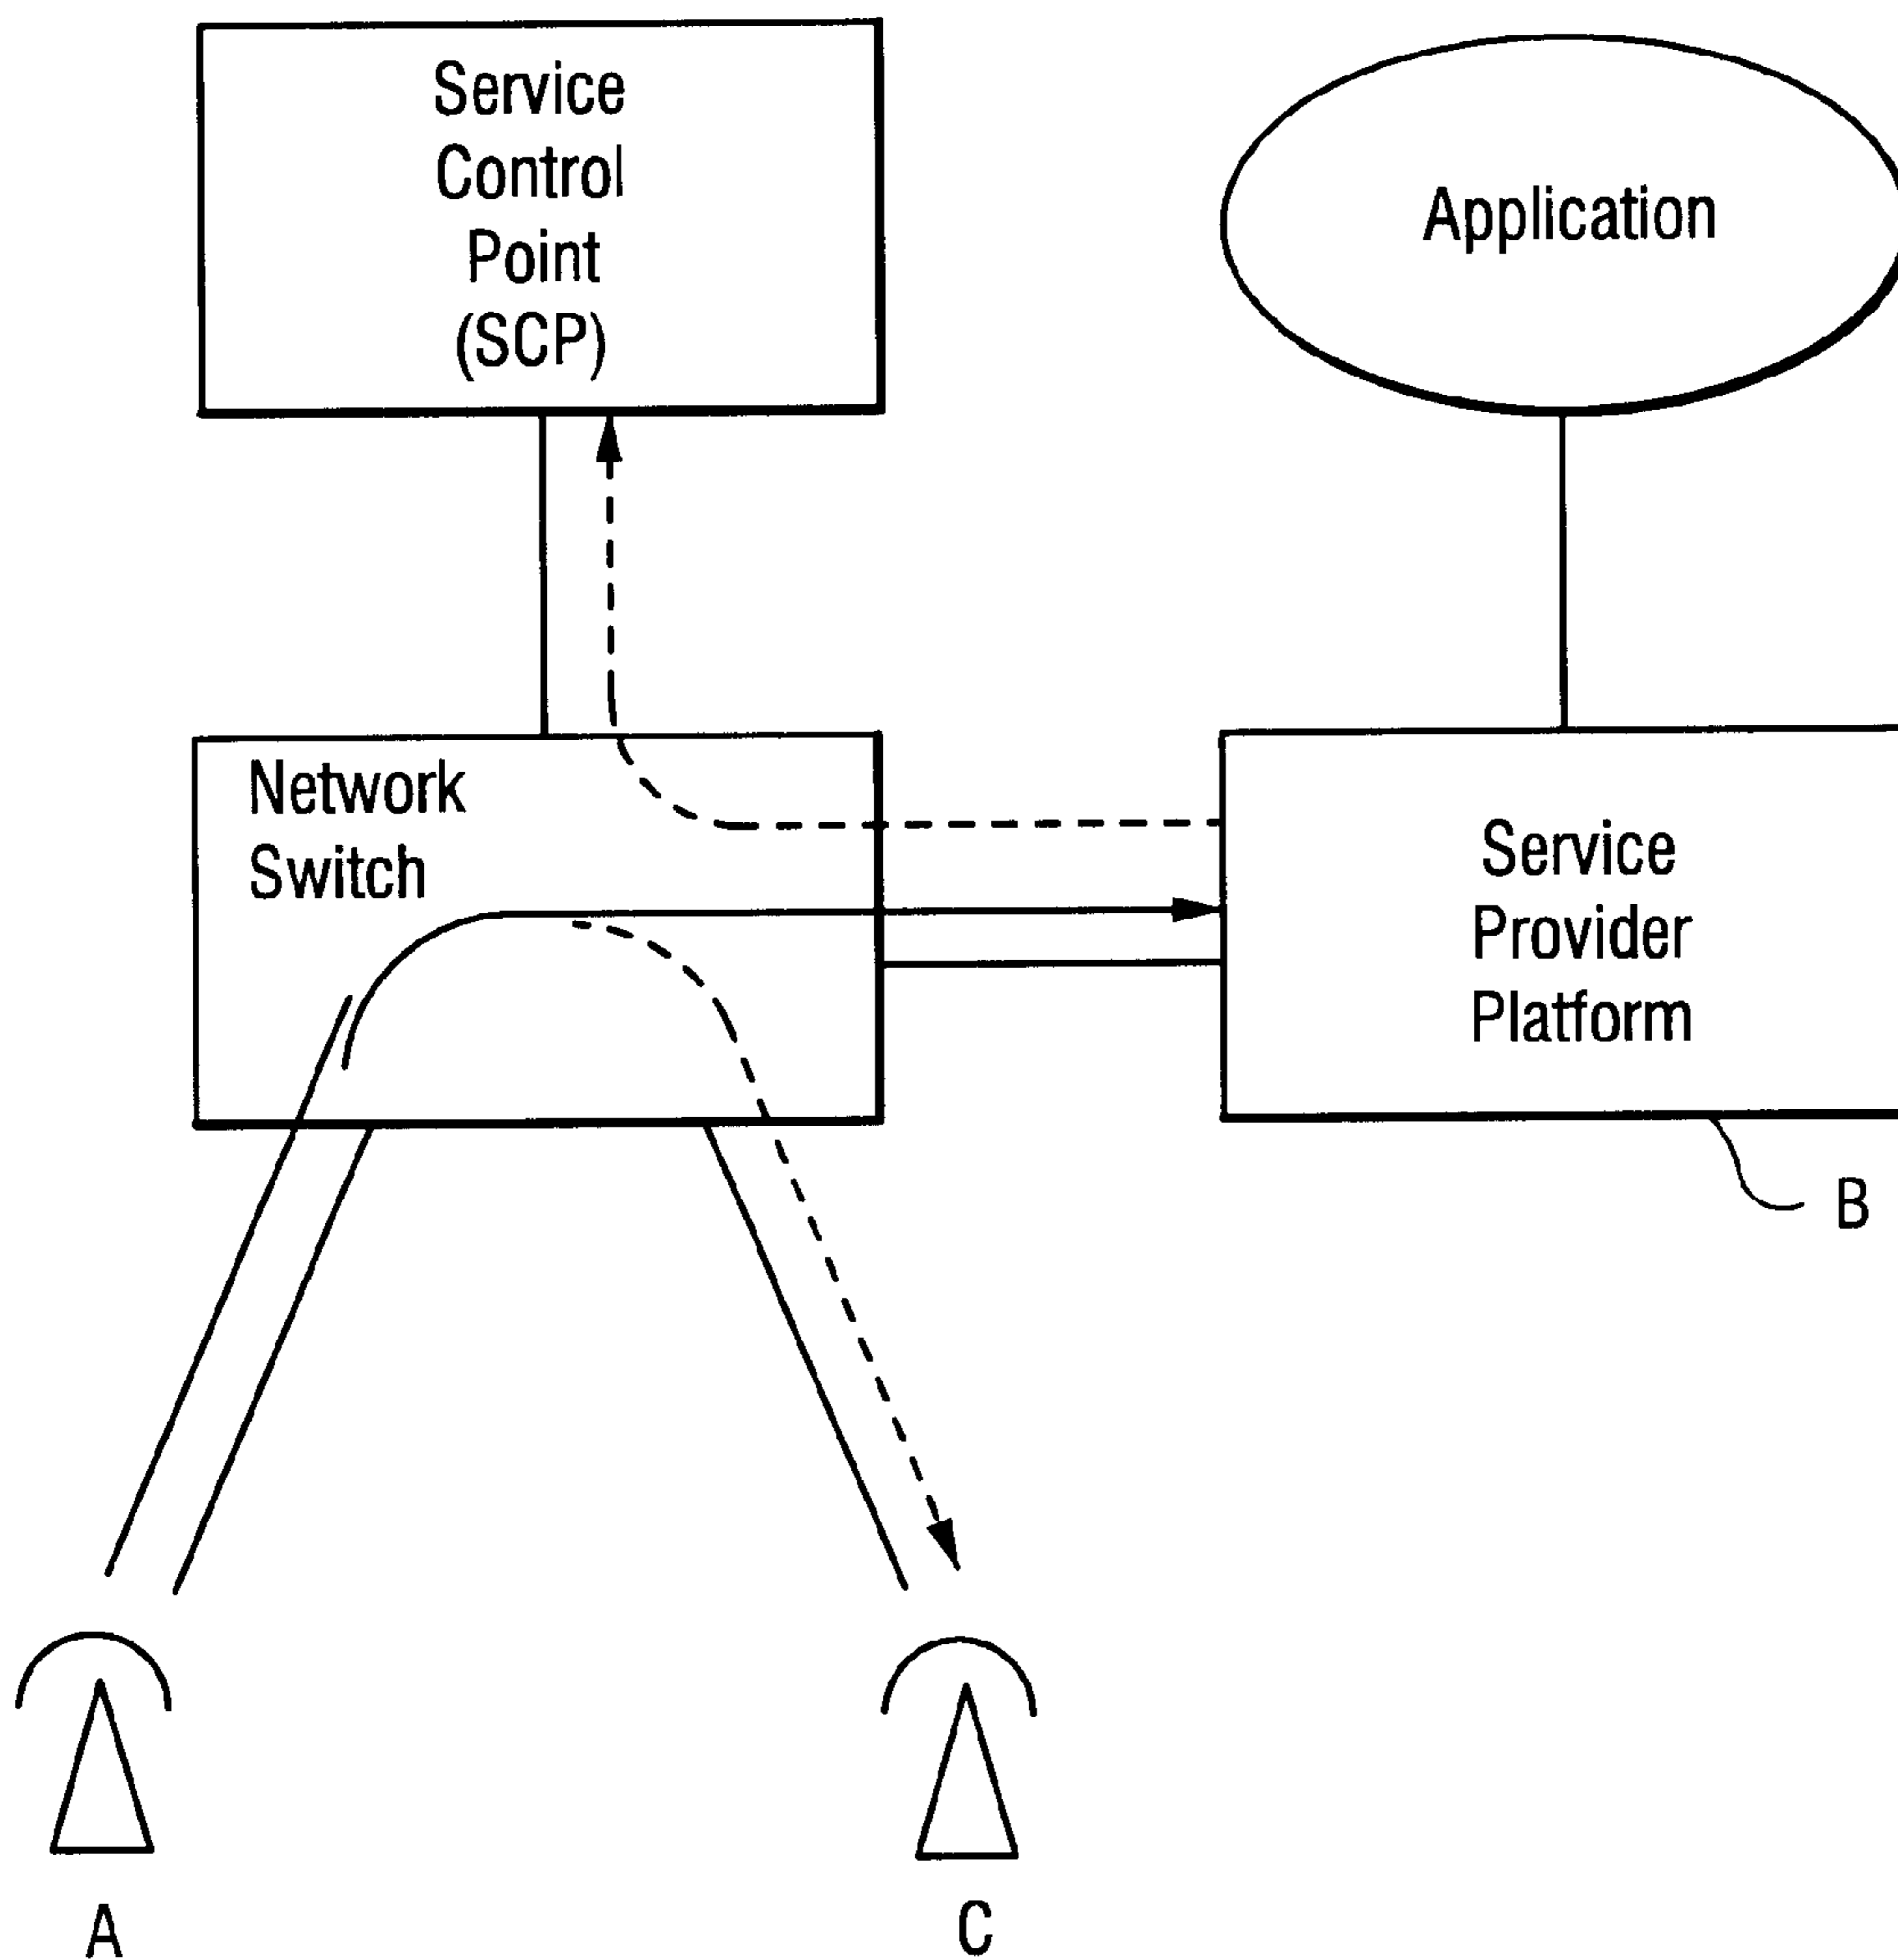 Service
Control
Point
(SCP)
Application
Network
Switch
Service
Provider
Platform
B
A
C